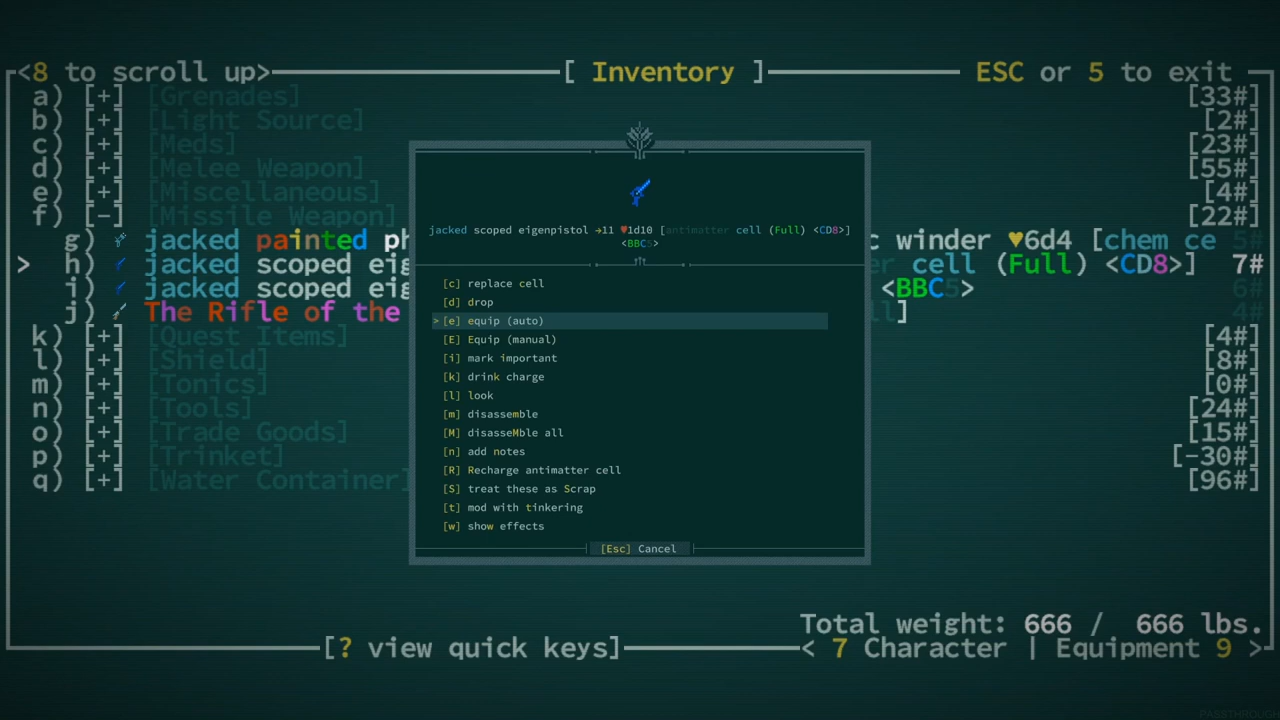 <8 to scroll up> [ Inventory ] ESC or 5 to exit
a) [+] [Grenades] [33#]
b) [+] [Light Source] [2#]
c) [+] [Meds] [23#]
d) [+] [Melee Weapon] [55#]
e) [+] [Miscellaneous] [4#]
f) [-] [Missile Weapon] [22#]
g) jacked painted ph c winder ♥6d4 [chem ce 5#
> h) jacked scoped eig er cell (Full) <CD8>] 7#
i) jacked scoped eig <BBC5> 6#
j) The Rifle of the ll] 4#
k) [+] [Quest Items] [4#]
l) [+] [Shield] [8#]
m) [+] [Tonics] [0#]
n) [+] [Tools] [24#]
o) [+] [Trade Goods] [15#]
p) [+] [Trinket] [-30#]
q) [+] [Water Container] [96#]
jacked scoped eigenpistol →11 ♥1d10 [antimatter cell (Full) <CD8>]
<BBC5>
[c] replace cell
[d] drop
> [e] equip (auto)
[E] Equip (manual)
[i] mark important
[k] drink charge
[l] look
[m] disassemble
[M] disasseMble all
[n] add notes
[R] Recharge antimatter cell
[S] treat these as Scrap
[t] mod with tinkering
[w] show effects
[Esc] Cancel
Total weight: 666 / 666 lbs.
[? view quick keys] < 7 Character | Equipment 9 >